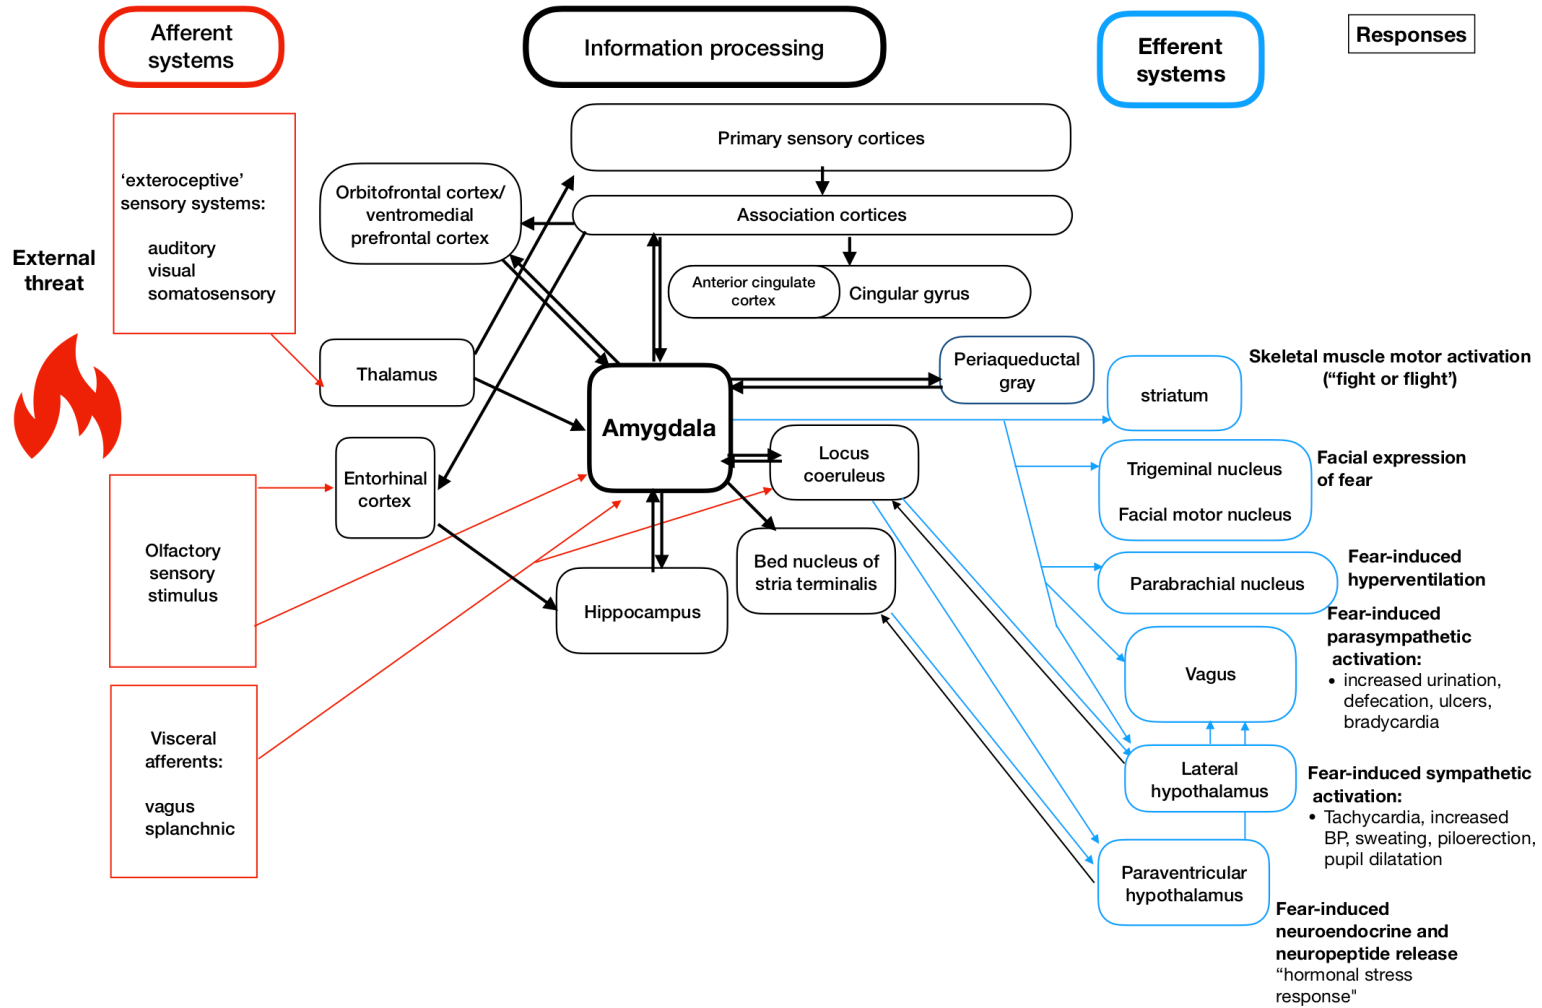 Afferent
systems
Information processing
Efferent
systems
Responses
Primary sensory cortices
‘exteroceptive’
sensory systems:
auditory
visual
somatosensory
Orbitofrontal cortex/
ventromedial
prefrontal cortex
Association cortices
External
threat
Anterior cingulate
cortex
Cingular gyrus
Thalamus
Periaqueductal
gray
striatum
Skeletal muscle motor activation
(“fight or flight’)
Amygdala
Locus
coeruleus
Trigeminal nucleus
Facial motor nucleus
Facial expression
of fear
Entorhinal
cortex
Olfactory
sensory
stimulus
Bed nucleus of
stria terminalis
Parabrachial nucleus
Fear-induced
hyperventilation
Hippocampus
Vagus
Fear-induced
parasympathetic
activation:
• increased urination,
defecation, ulcers,
bradycardia
Visceral
afferents:
vagus
splanchnic
Lateral
hypothalamus
Fear-induced sympathetic
activation:
• Tachycardia, increased
BP, sweating, piloerection,
pupil dilatation
Paraventricular
hypothalamus
Fear-induced
neuroendocrine and
neuropeptide release
“hormonal stress
response"